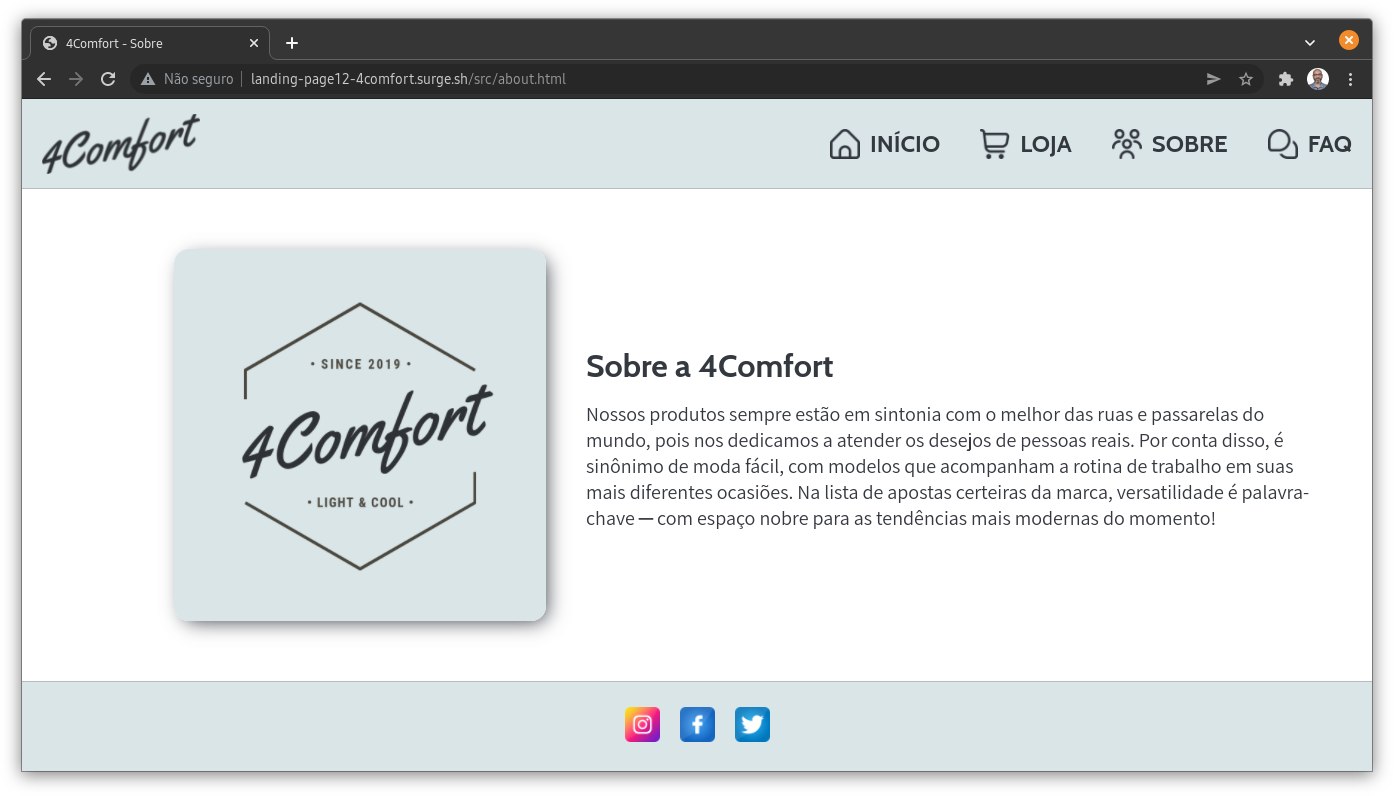 4Comfort - Sobre
Não seguro
landing-page12-4comfort.surge.sh/src/about.html
4Comfort
INÍCIO
LOJA
SOBRE
FAQ
• SINCE 2019 •
4Comfort
• LIGHT & COOL •
Sobre a 4Comfort
Nossos produtos sempre estão em sintonia com o melhor das ruas e passarelas do
mundo, pois nos dedicamos a atender os desejos de pessoas reais. Por conta disso, é
sinônimo de moda fácil, com modelos que acompanham a rotina de trabalho em suas
mais diferentes ocasiões. Na lista de apostas certeiras da marca, versatilidade é palavra-
chave — com espaço nobre para as tendências mais modernas do momento!